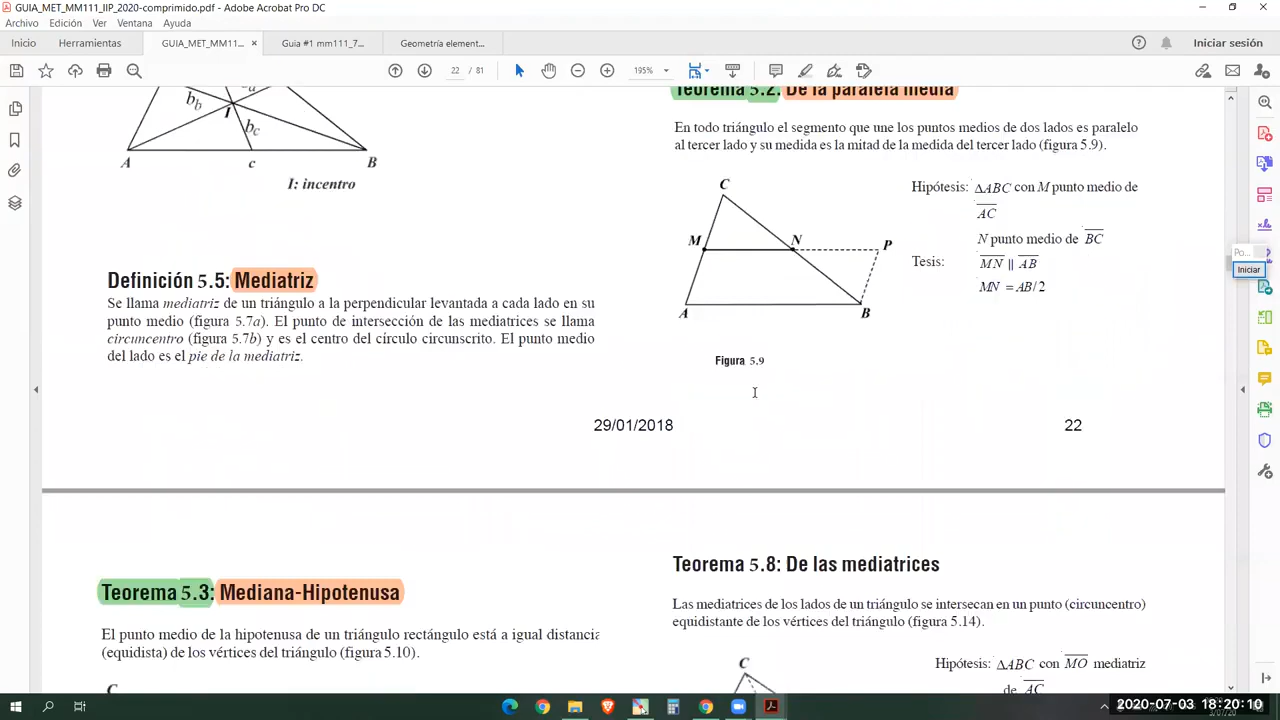 GUIA_MET_MM111_IIP_2020-comprimido.pdf - Adobe Acrobat Pro DC
Archivo Edición Ver Ventana Ayuda
Inicio Herramientas GUIA_MET_MM11... × Guia #1 mm111_7... Geometría element... Iniciar sesión
22 / 81 195%
b_b
I b_c
A c B
I: incentro
Definición 5.5: Mediatriz
Se llama mediatriz de un triángulo a la perpendicular levantada a cada lado en su
punto medio (figura 5.7a). El punto de intersección de las mediatrices se llama
circuncentro (figura 5.7b) y es el centro del círculo circunscrito. El punto medio
del lado es el pie de la mediatriz.
Teorema 5.2: De la paralela media
En todo triángulo el segmento que une los puntos medios de dos lados es paralelo
al tercer lado y su medida es la mitad de la medida del tercer lado (figura 5.9).
C
M N P
A B
Figura 5.9
Hipótesis: ΔABC con M punto medio de
AC
N punto medio de BC
Tesis: MN ∥ AB
MN = AB/2
29/01/2018 22
Teorema 5.3: Mediana-Hipotenusa
El punto medio de la hipotenusa de un triángulo rectángulo está a igual distancia
(equidista) de los vértices del triángulo (figura 5.10).
C
Teorema 5.8: De las mediatrices
Las mediatrices de los lados de un triángulo se intersecan en un punto (circuncentro)
equidistante de los vértices del triángulo (figura 5.14).
C
Hipótesis: ΔABC con MO mediatriz
de AC
Po...
Iniciar
2020-07-03 18:20:10